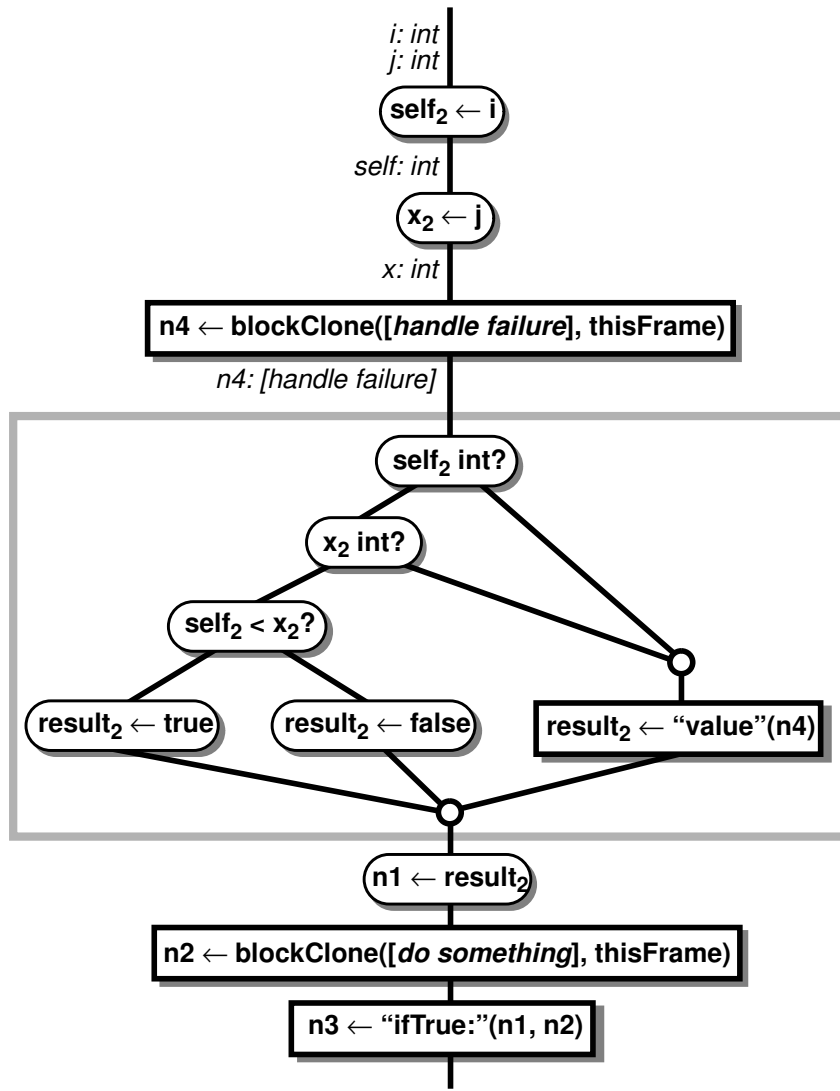 i: int
j: int
self₂ ← i
self: int
x₂ ← j
x: int
n4 ← blockClone([handle failure], thisFrame)
n4: [handle failure]
self₂ int?
x₂ int?
self₂ < x₂?
result₂ ← true
result₂ ← false
result₂ ← “value”(n4)
n1 ← result₂
n2 ← blockClone([do something], thisFrame)
n3 ← “ifTrue:”(n1, n2)